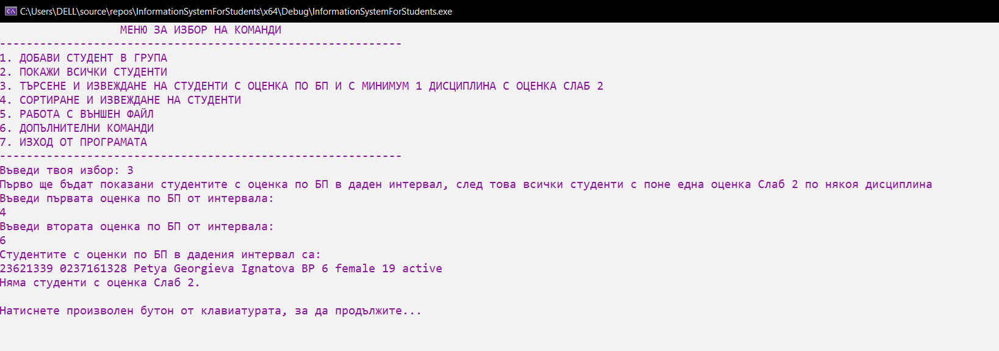 C:\Users\DELL\source\repos\InformationSystemForStudents\x64\Debug\InformationSystemForStudents.exe
МЕНЮ ЗА ИЗБОР НА КОМАНДИ
------------------------------------------------------------
1. ДОБАВИ СТУДЕНТ В ГРУПА
2. ПОКАЖИ ВСИЧКИ СТУДЕНТИ
3. ТЪРСЕНЕ И ИЗВЕЖДАНЕ НА СТУДЕНТИ С ОЦЕНКА ПО БП И С МИНИМУМ 1 ДИСЦИПЛИНА С ОЦЕНКА СЛАБ 2
4. СОРТИРАНЕ И ИЗВЕЖДАНЕ НА СТУДЕНТИ
5. РАБОТА С ВЪНШЕН ФАЙЛ
6. ДОПЪЛНИТЕЛНИ КОМАНДИ
7. ИЗХОД ОТ ПРОГРАМАТА
------------------------------------------------------------
Въведи твоя избор: 3
Първо ще бъдат показани студентите с оценка по БП в даден интервал, след това всички студенти с поне една оценка Слаб 2 по някоя дисциплина
Въведи първата оценка по БП от интервала:
4
Въведи втората оценка по БП от интервала:
6
Студентите с оценки по БП в дадения интервал са:
23621339 0237161328 Petya Georgieva Ignatova BP 6 female 19 active
Няма студенти с оценка Слаб 2.
Натиснете произволен бутон от клавиатурата, за да продължите...